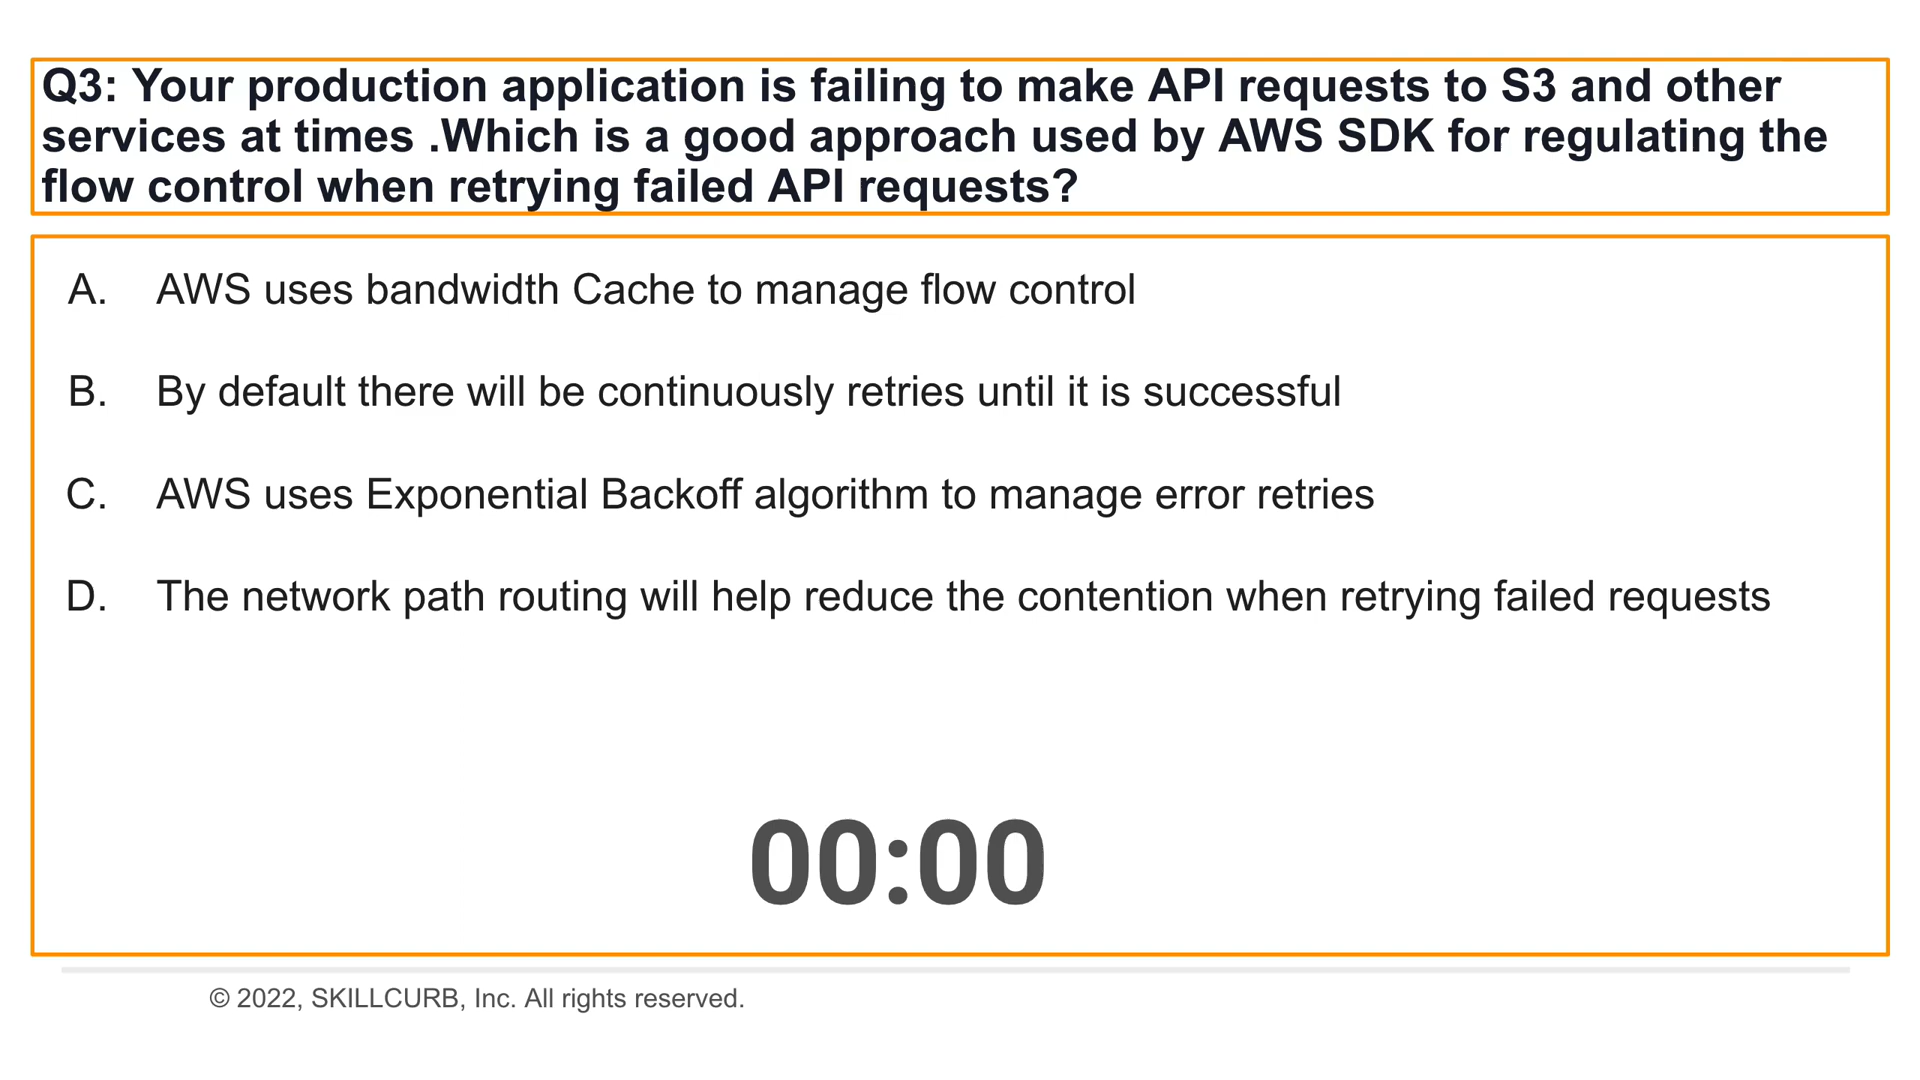 Q3: Your production application is failing to make API requests to S3 and other
services at times .Which is a good approach used by AWS SDK for regulating the
flow control when retrying failed API requests?
A. AWS uses bandwidth Cache to manage flow control
B. By default there will be continuously retries until it is successful
C. AWS uses Exponential Backoff algorithm to manage error retries
D. The network path routing will help reduce the contention when retrying failed requests
00:00
© 2022, SKILLCURB, Inc. All rights reserved.